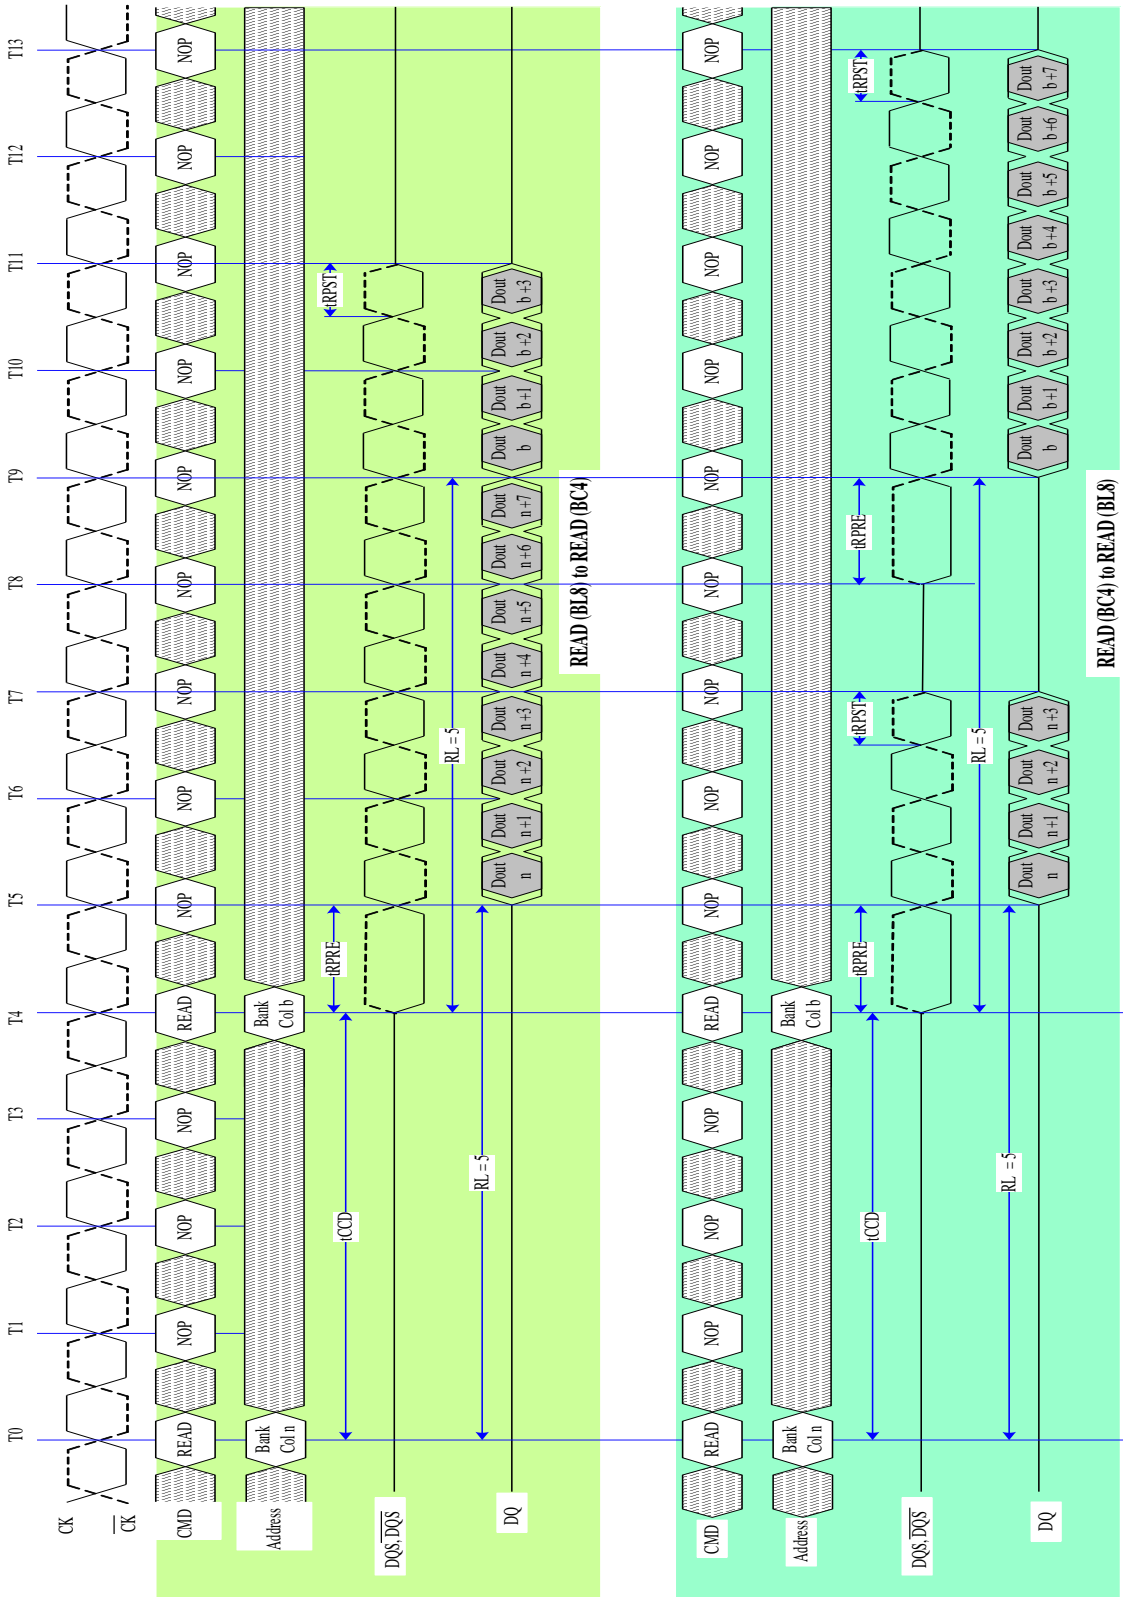 T0 T1 T2 T3 T4 T5 T6 T7 T8 T9 T10 T11 T12 T13
CK
C̅K̅
CMD READ NOP NOP NOP READ NOP NOP NOP NOP NOP NOP NOP NOP NOP
Address Bank Col n Bank Col b
tCCD tRPRE tRPST
DQS, D̅Q̅S̅
RL = 5
RL = 5
DQ Dout n Dout n+1 Dout n+2 Dout n+3 Dout n+4 Dout n+5 Dout n+6 Dout n+7 Dout b Dout b+1 Dout b+2 Dout b+3
READ (BL8) to READ (BC4)
CMD READ NOP NOP NOP READ NOP NOP NOP NOP NOP NOP NOP NOP NOP
Address Bank Col n Bank Col b
tCCD tRPRE tRPST tRPRE tRPST
DQS, D̅Q̅S̅
RL = 5
RL = 5
DQ Dout n Dout n+1 Dout n+2 Dout n+3 Dout b Dout b+1 Dout b+2 Dout b+3 Dout b+4 Dout b+5 Dout b+6 Dout b+7
READ (BC4) to READ (BL8)